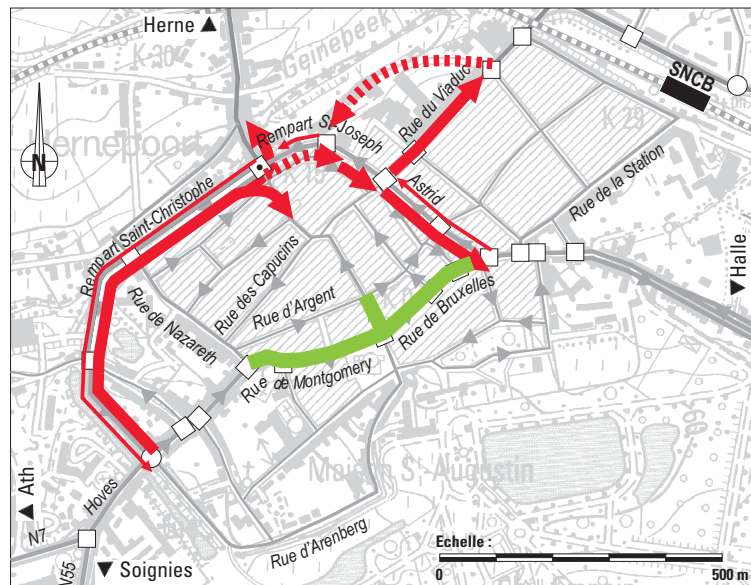 Herne ▲
K 30
Geinebeek
SNCB
Rue du Viaduc
K 29
Rempart St Joseph
N
Astrid
Rue de la Station
Rempart Saint-Christophe
Halle
Rue des Capucins
Rue de Nazareth
Rue d'Argent
Rue de Bruxelles
Rue de Montgomery
Maison St Augustin
Ath
Hoves
N7
Rue d'Arenberg
Echelle :
N55
▼ Soignies
0 500 m